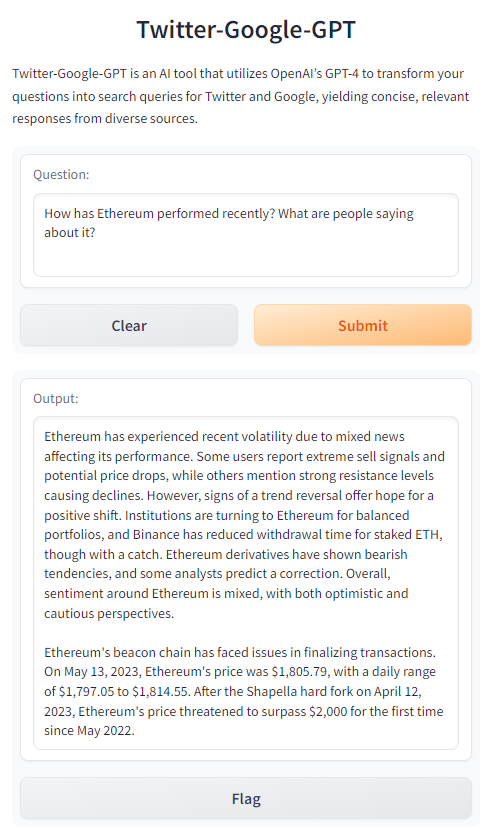 Twitter-Google-GPT
Twitter-Google-GPT is an AI tool that utilizes OpenAI's GPT-4 to transform your
questions into search queries for Twitter and Google, yielding concise, relevant
responses from diverse sources.
Question:
How has Ethereum performed recently? What are people saying
about it?
Clear
Submit
Output:
Ethereum has experienced recent volatility due to mixed news
affecting its performance. Some users report extreme sell signals and
potential price drops, while others mention strong resistance levels
causing declines. However, signs of a trend reversal offer hope for a
positive shift. Institutions are turning to Ethereum for balanced
portfolios, and Binance has reduced withdrawal time for staked ETH,
though with a catch. Ethereum derivatives have shown bearish
tendencies, and some analysts predict a correction. Overall,
sentiment around Ethereum is mixed, with both optimistic and
cautious perspectives.
Ethereum's beacon chain has faced issues in finalizing transactions.
On May 13, 2023, Ethereum's price was $1,805.79, with a daily range
of $1,797.05 to $1,814.55. After the Shapella hard fork on April 12,
2023, Ethereum's price threatened to surpass $2,000 for the first time
since May 2022.
Flag